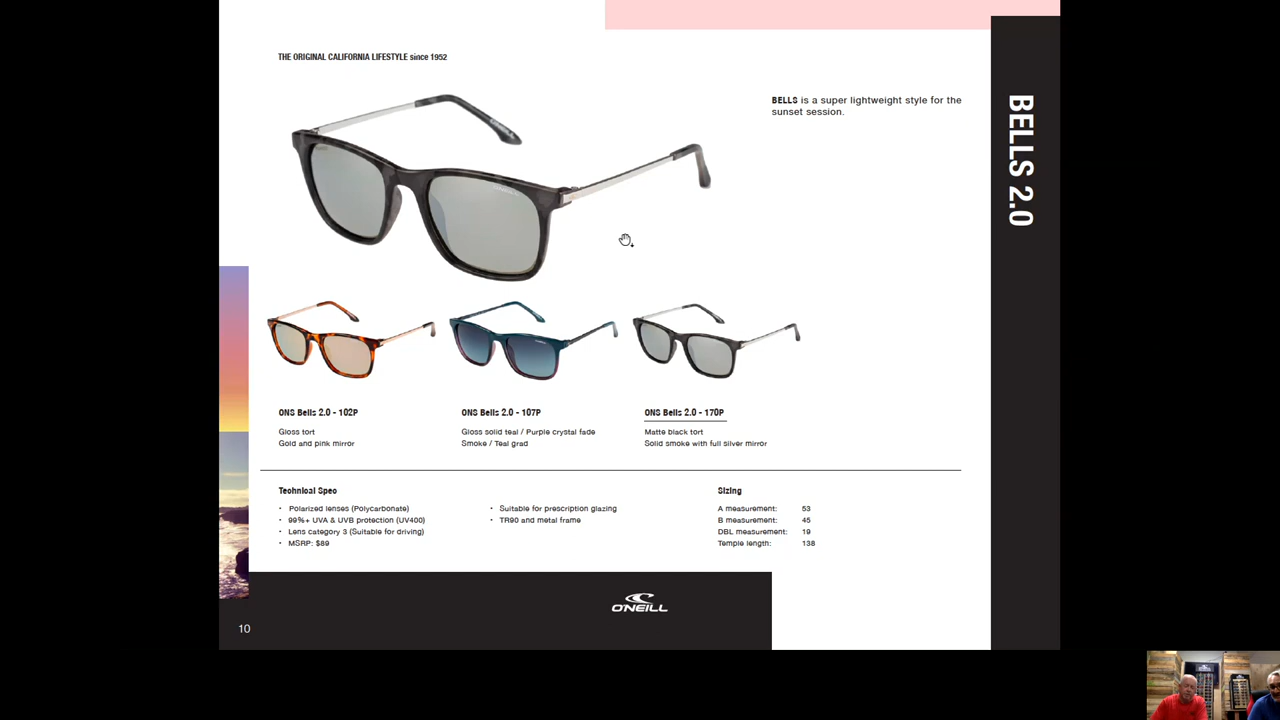 THE ORIGINAL CALIFORNIA LIFESTYLE since 1952
BELLS is a super lightweight style for the
sunset session.
BELLS 2.0
ONS Bells 2.0 - 102P
Gloss tort
Gold and pink mirror
ONS Bells 2.0 - 107P
Gloss solid teal / Purple crystal fade
Smoke / Teal grad
ONS Bells 2.0 - 170P
Matte black tort
Solid smoke with full silver mirror
Technical Spec
• Polarized lenses (Polycarbonate)
• 99%+ UVA & UVB protection (UV400)
• Lens category 3 (Suitable for driving)
• MSRP: $89
• Suitable for prescription glazing
• TR90 and metal frame
Sizing
A measurement: 53
B measurement: 45
DBL measurement: 19
Temple length: 138
O'NEILL
10